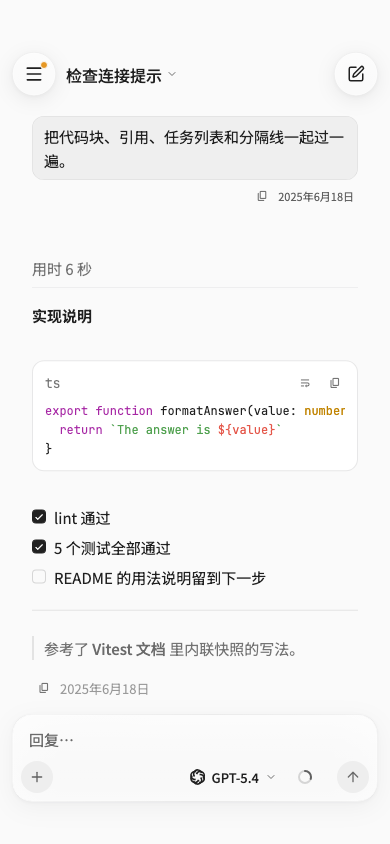 检查连接提示
把代码块、引用、任务列表和分隔线一起过一
遍。
2025年6月18日
用时 6 秒
实现说明
ts
export function formatAnswer(value: number
return `The answer is ${value}`
}
lint 通过
5 个测试全部通过
README 的用法说明留到下一步
参考了 Vitest 文档 里内联快照的写法。
2025年6月18日
回复…
GPT-5.4